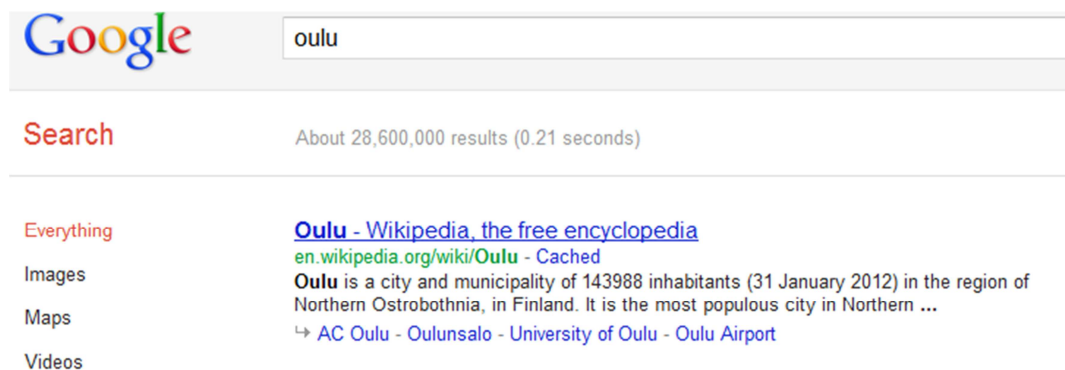 Google
oulu
Search
About 28,600,000 results (0.21 seconds)
Everything
Images
Maps
Videos
Oulu - Wikipedia, the free encyclopedia
en.wikipedia.org/wiki/Oulu - Cached
Oulu is a city and municipality of 143988 inhabitants (31 January 2012) in the region of
Northern Ostrobothnia, in Finland. It is the most populous city in Northern ...
↳ AC Oulu - Oulunsalo - University of Oulu - Oulu Airport